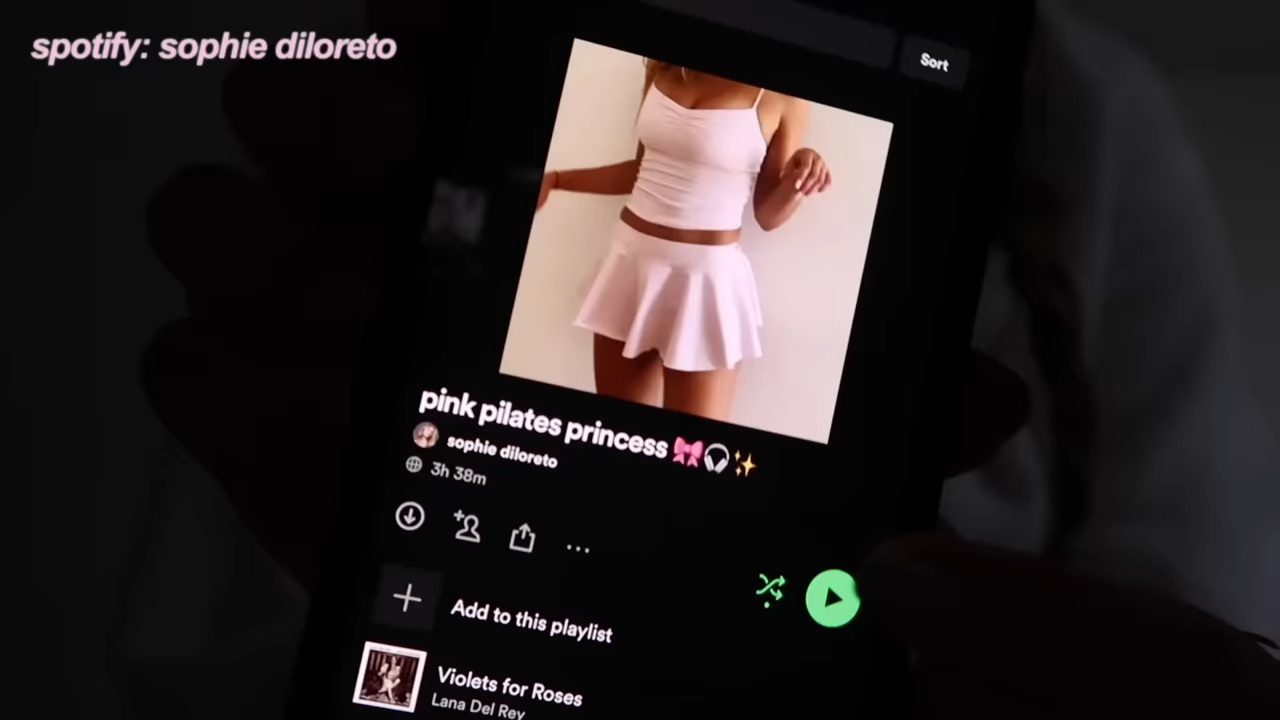 spotify: sophie diloreto
Sort
pink pilates princess 🎀🎧✨
sophie diloreto
3h 38m
Add to this playlist
Violets for Roses
Lana Del Rey